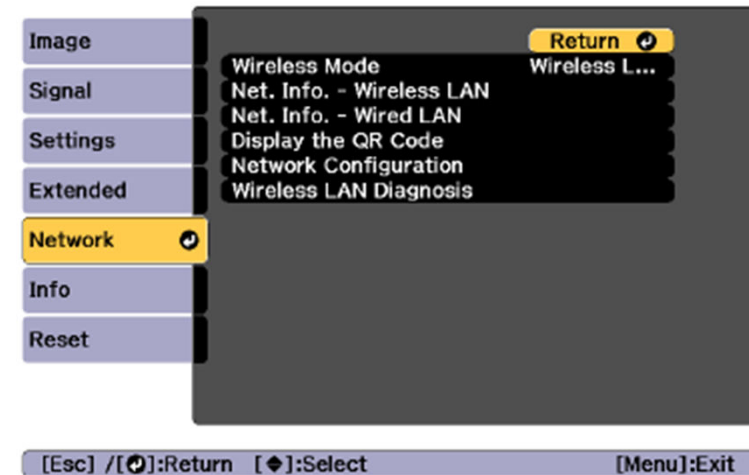 Image
Signal
Settings
Extended
Network
Info
Reset
Return
Wireless Mode Wireless L...
Net. Info. - Wireless LAN
Net. Info. - Wired LAN
Display the QR Code
Network Configuration
Wireless LAN Diagnosis
[Esc] /[⏎]:Return [◆]:Select [Menu]:Exit